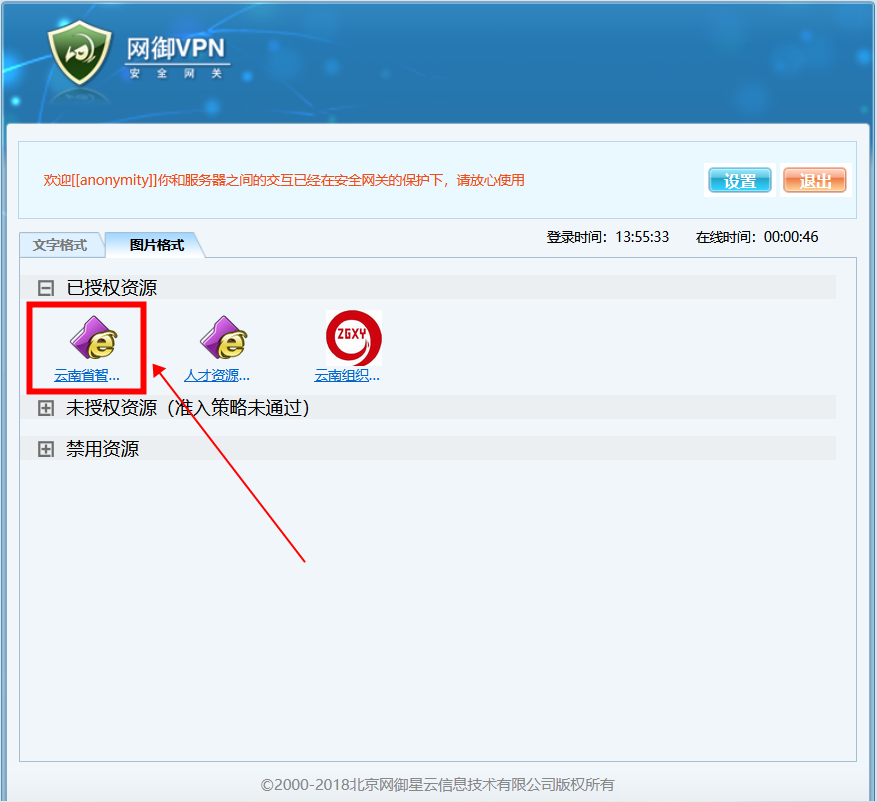 网御VPN
安 全 网 关
欢迎[[anonymity]]你和服务器之间的交互已经在安全网关的保护下，请放心使用
设置
退出
文字格式
图片格式
登录时间：13:55:33
在线时间：00:00:46
已授权资源
ZGXY
云南省智...
人才资源...
云南组织...
未授权资源（准入策略未通过）
禁用资源
©2000-2018北京网御星云信息技术有限公司版权所有